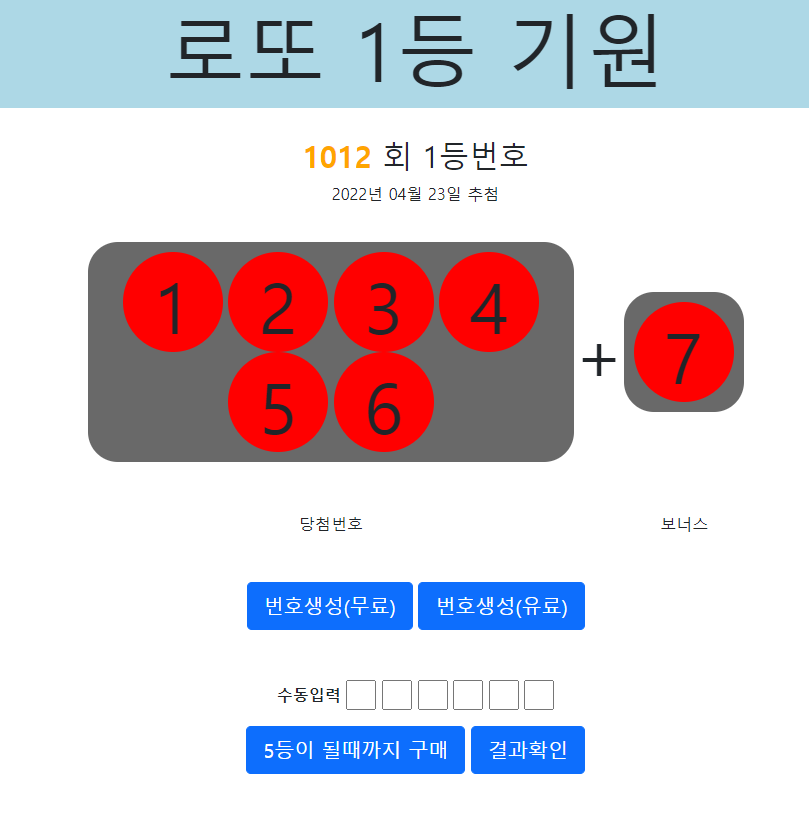 로또 1등 기원
1012 회 1등번호
2022년 04월 23일 추첨
1 2 3 4
5 6
+
7
당첨번호 보너스
번호생성(무료) 번호생성(유료)
수동입력
5등이 될때까지 구매 결과확인